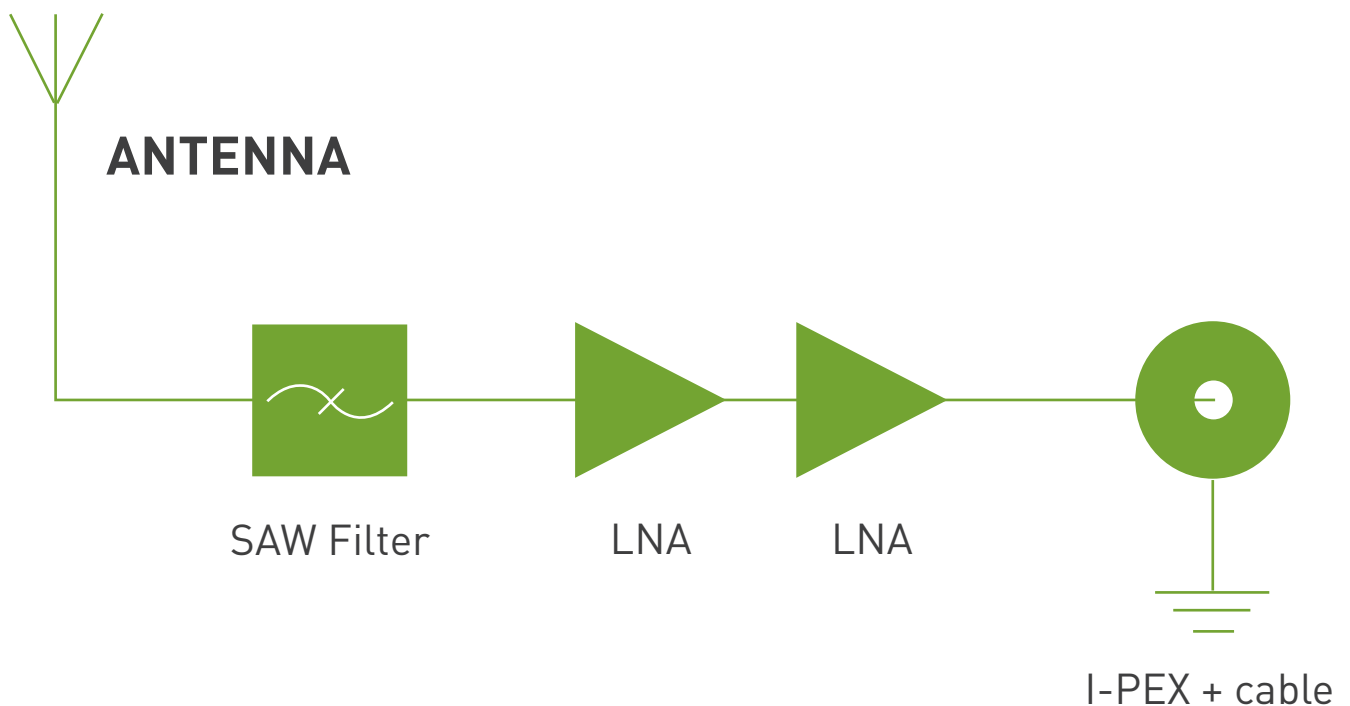 ANTENNA
SAW Filter
LNA
LNA
I-PEX + cable